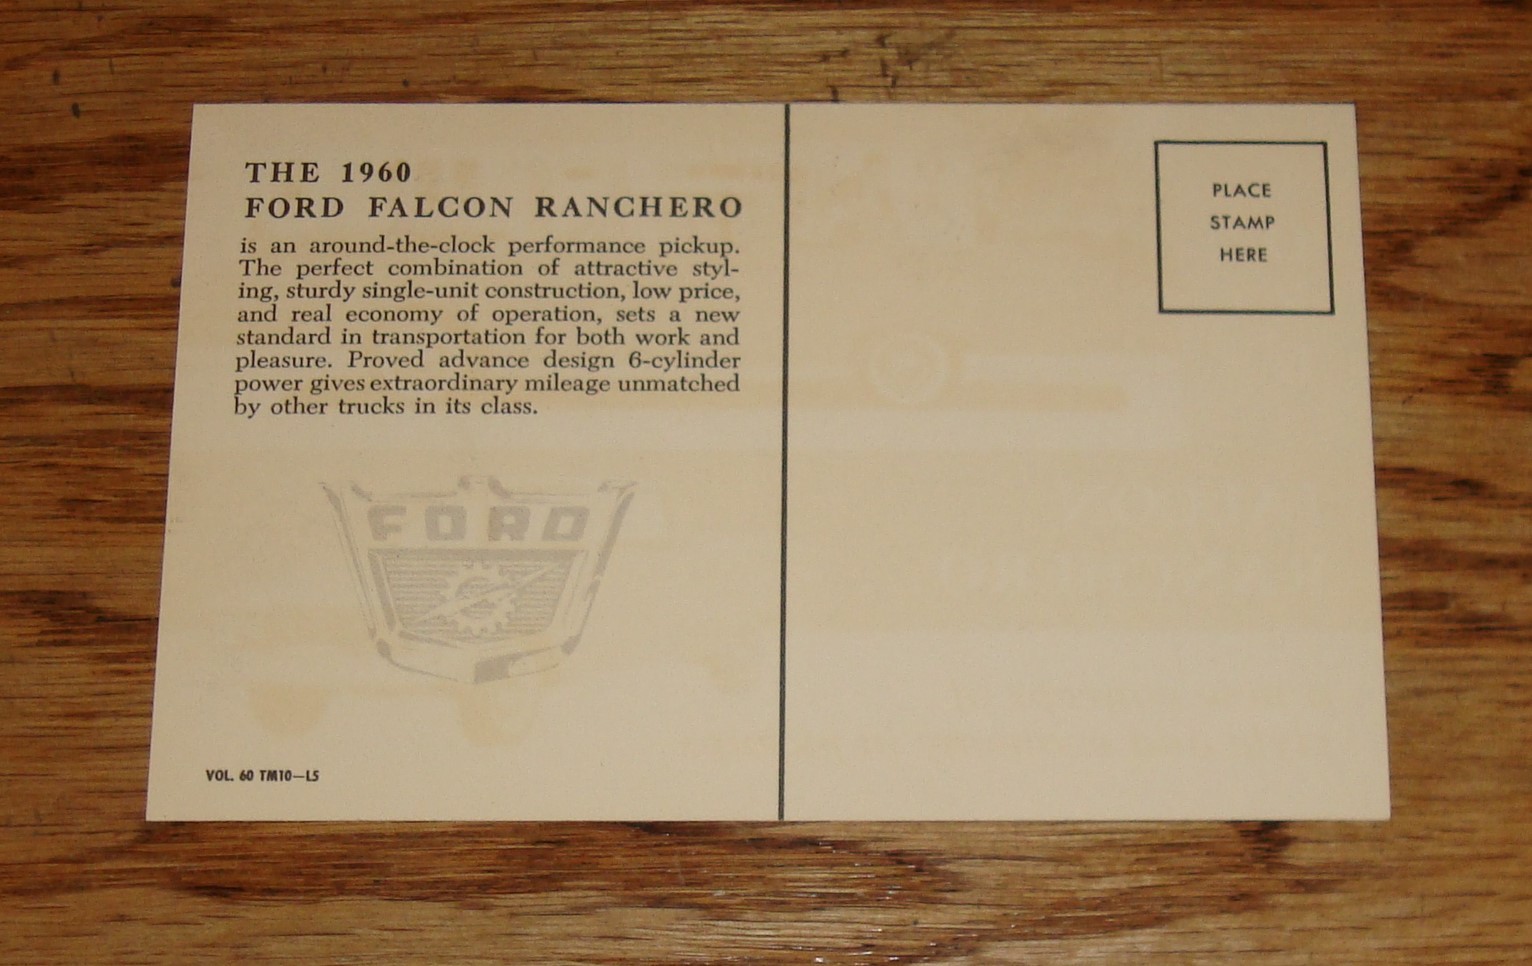 THE 1960
FORD FALCON RANCHERO
is an around-the-clock performance pickup.
The perfect combination of attractive styl-
ing, sturdy single-unit construction, low price,
and real economy of operation, sets a new
standard in transportation for both work and
pleasure. Proved advance design 6-cylinder
power gives extraordinary mileage unmatched
by other trucks in its class.
FORD
VOL. 60 TM10—L5
PLACE
STAMP
HERE